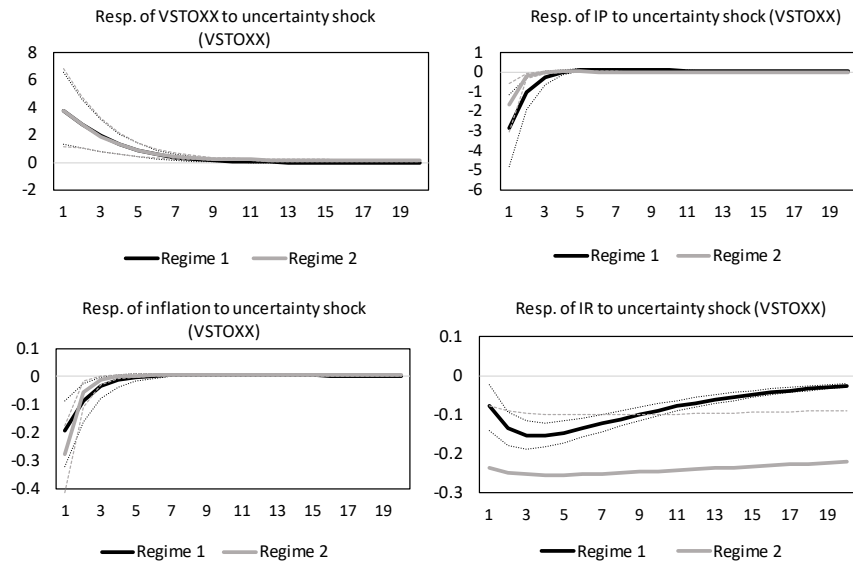 Resp. of VSTOXX to uncertainty shock
(VSTOXX)
8
6
4
2
0
-2
1 3 5 7 9 11 13 15 17 19
Regime 1 Regime 2
Resp. of IP to uncertainty shock (VSTOXX)
1
0
-1
-2
-3
-4
-5
-6
1 3 5 7 9 11 13 15 17 19
Regime 1 Regime 2
Resp. of inflation to uncertainty shock
(VSTOXX)
0.1
0
-0.1
-0.2
-0.3
-0.4
1 3 5 7 9 11 13 15 17 19
Regime 1 Regime 2
Resp. of IR to uncertainty shock (VSTOXX)
0.1
0
-0.1
-0.2
-0.3
1 3 5 7 9 11 13 15 17 19
Regime 1 Regime 2